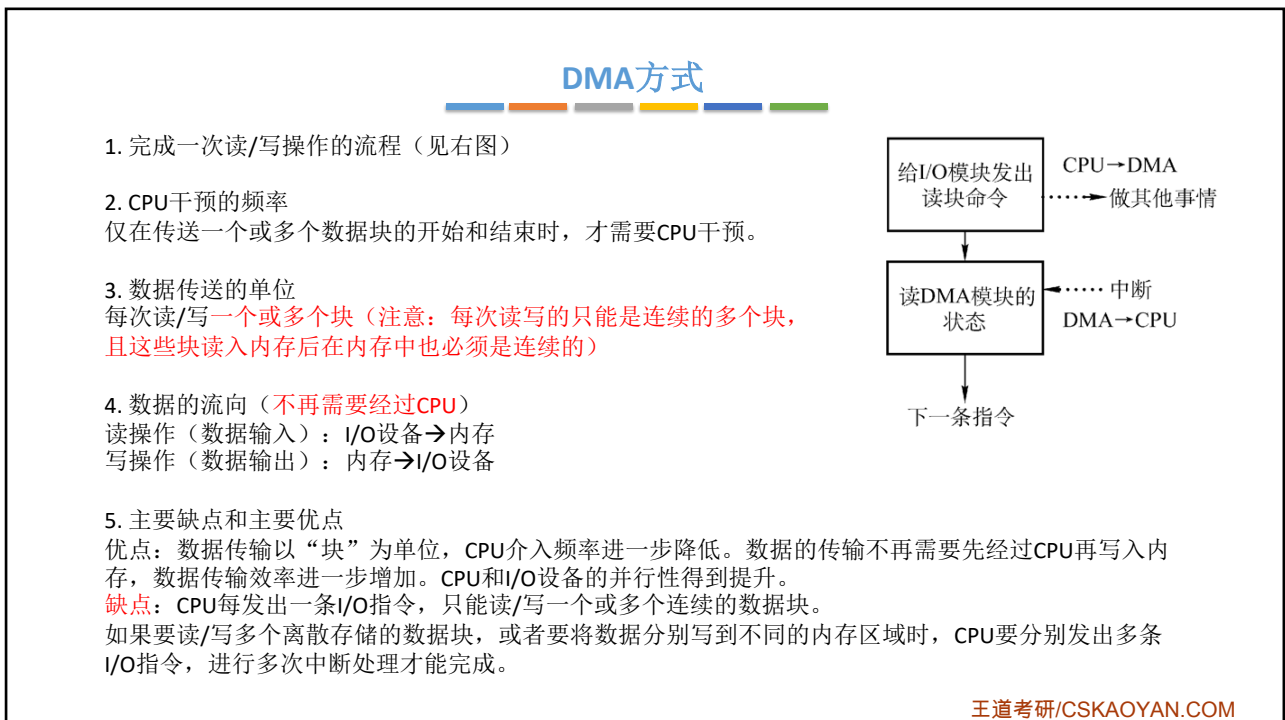 DMA方式
1. 完成一次读/写操作的流程（见右图）
2. CPU干预的频率
仅在传送一个或多个数据块的开始和结束时，才需要CPU干预。
3. 数据传送的单位
每次读/写一个或多个块（注意：每次读写的只能是连续的多个块，
且这些块读入内存后在内存中也必须是连续的）
4. 数据的流向（不再需要经过CPU）
读操作（数据输入）：I/O设备→内存
写操作（数据输出）：内存→I/O设备
5. 主要缺点和主要优点
优点：数据传输以“块”为单位，CPU介入频率进一步降低。数据的传输不再需要先经过CPU再写入内
存，数据传输效率进一步增加。CPU和I/O设备的并行性得到提升。
缺点：CPU每发出一条I/O指令，只能读/写一个或多个连续的数据块。
如果要读/写多个离散存储的数据块，或者要将数据分别写到不同的内存区域时，CPU要分别发出多条
I/O指令，进行多次中断处理才能完成。
给I/O模块发出
读块命令
CPU→DMA
做其他事情
读DMA模块的
状态
中断
DMA→CPU
下一条指令
王道考研/CSKAOYAN.COM